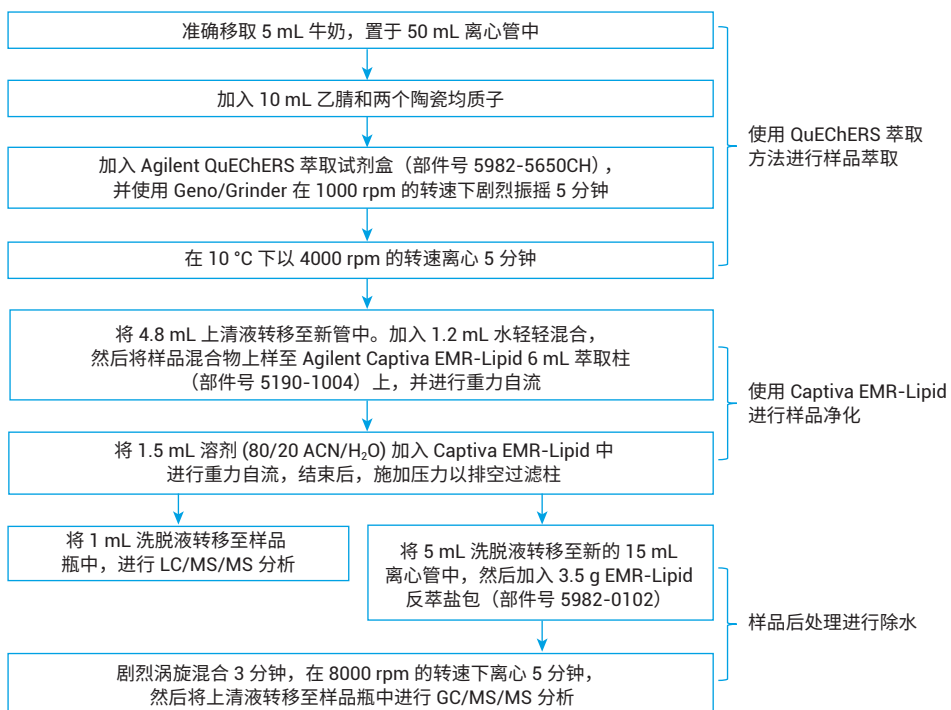 准确移取 5 mL 牛奶，置于 50 mL 离心管中
加入 10 mL 乙腈和两个陶瓷均质子
加入 Agilent QuEChERS 萃取试剂盒（部件号 5982-5650CH），
并使用 Geno/Grinder 在 1000 rpm 的转速下剧烈振摇 5 分钟
在 10 °C 下以 4000 rpm 的转速离心 5 分钟
使用 QuEChERS 萃取
方法进行样品萃取
将 4.8 mL 上清液转移至新管中。加入 1.2 mL 水轻轻混合，
然后将样品混合物上样至 Agilent Captiva EMR-Lipid 6 mL 萃取柱
（部件号 5190-1004）上，并进行重力自流
将 1.5 mL 溶剂 (80/20 ACN/H₂O) 加入 Captiva EMR-Lipid 中
进行重力自流，结束后，施加压力以排空过滤柱
使用 Captiva EMR-Lipid
进行样品净化
将 1 mL 洗脱液转移至样品
瓶中，进行 LC/MS/MS 分析
将 5 mL 洗脱液转移至新的 15 mL
离心管中，然后加入 3.5 g EMR-Lipid
反萃盐包（部件号 5982-0102）
剧烈涡旋混合 3 分钟，在 8000 rpm 的转速下离心 5 分钟，
然后将上清液转移至样品瓶中进行 GC/MS/MS 分析
样品后处理进行除水